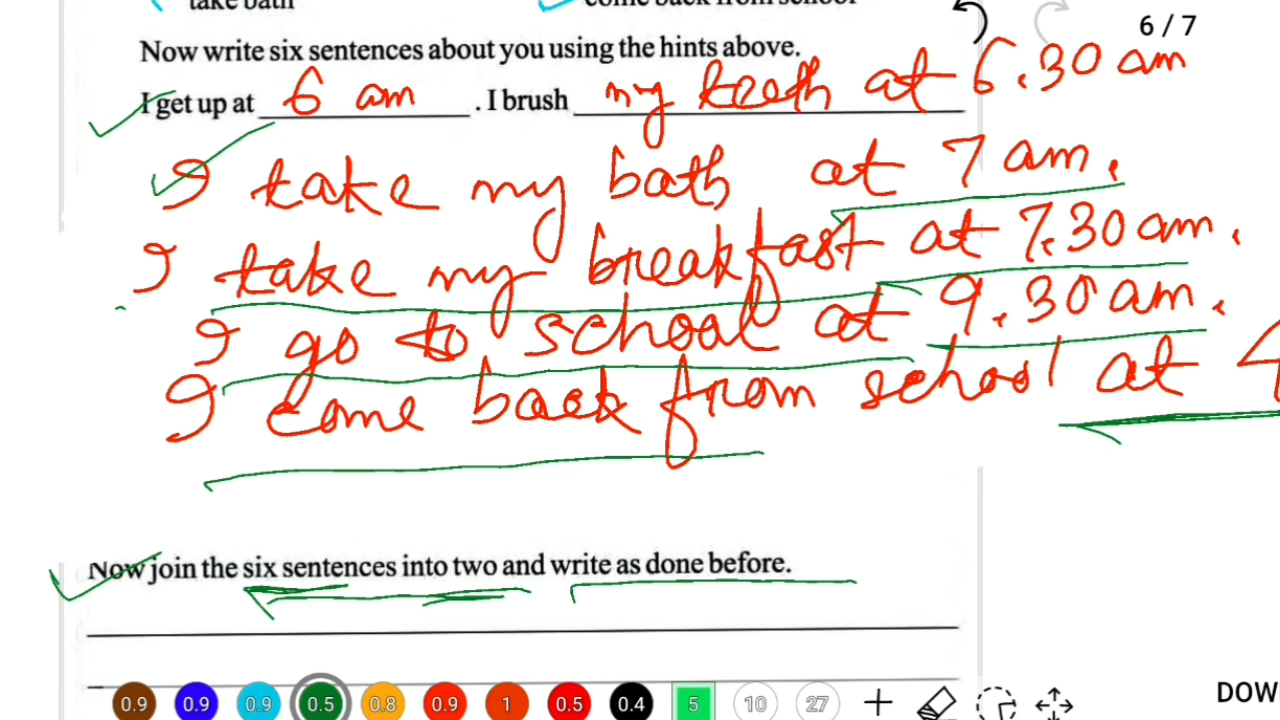 take bath come back from school
6 / 7
Now write six sentences about you using the hints above.
I get up at 6 am . I brush my teeth at 6.30 am
I take my bath at 7 am.
I take my breakfast at 7.30 am.
I go to school at 9.30 am.
I come back from school at 4
Now join the six sentences into two and write as done before.
0.9 0.9 0.9 0.5 0.8 0.9 1 0.5 0.4 5 10 27
DOW